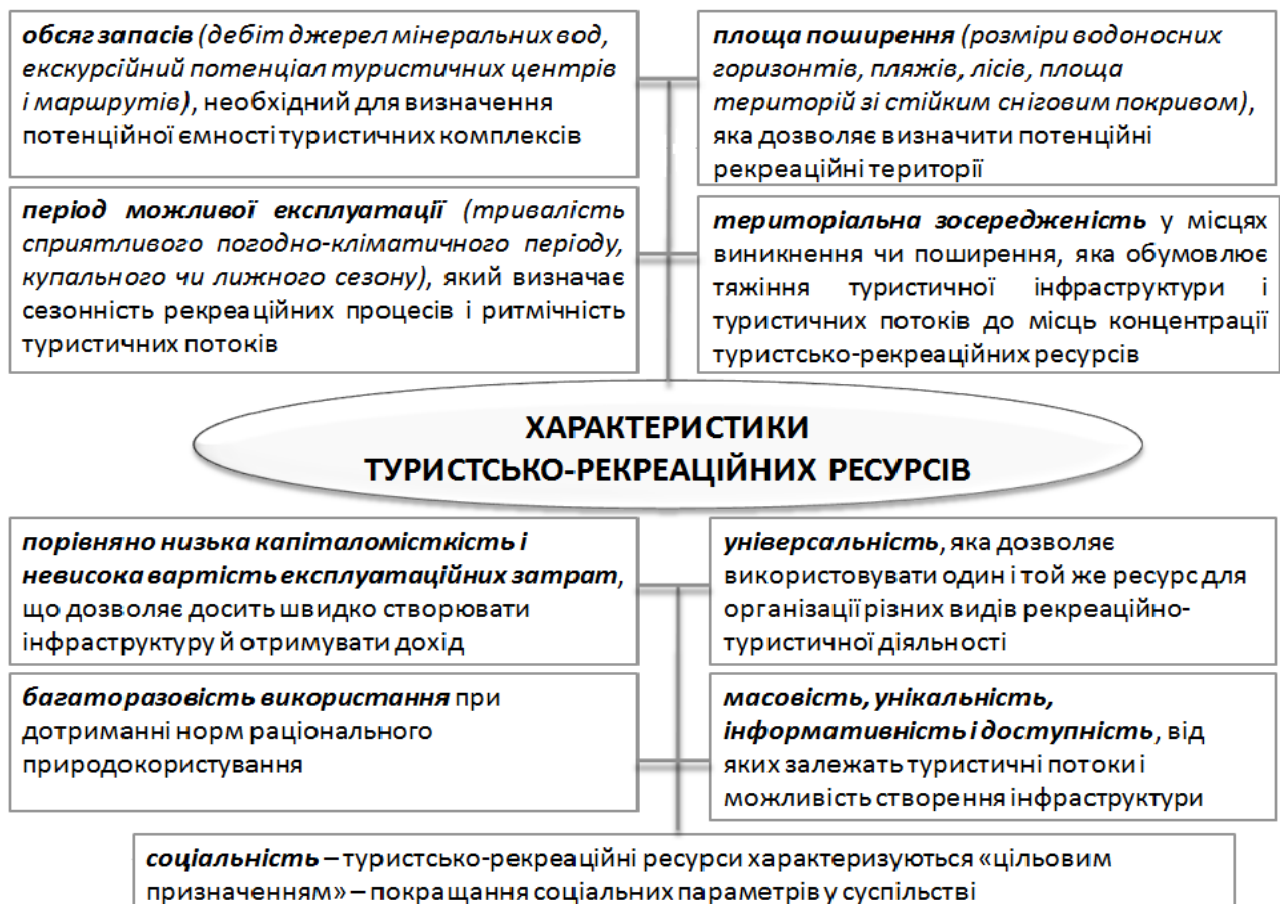 обсяг запасів (дебіт джерел мінеральних вод,
екскурсійний потенціал туристичних центрів
і маршрутів), необхідний для визначення
потенційної ємності туристичних комплексів
площа поширення (розміри водоносних
горизонтів, пляжів, лісів, площа
територій зі стійким сніговим покривом),
яка дозволяє визначити потенційні
рекреаційні території
період можливої експлуатації (тривалість
сприятливого погодно-кліматичного періоду,
купального чи лижного сезону), який визначає
сезонність рекреаційних процесів і ритмічність
туристичних потоків
територіальна зосередженість у місцях
виникнення чи поширення, яка обумовлює
тяжіння туристичної інфраструктури і
туристичних потоків до місць концентрації
туристсько-рекреаційних ресурсів
ХАРАКТЕРИСТИКИ
ТУРИСТСЬКО-РЕКРЕАЦІЙНИХ РЕСУРСІВ
порівняно низька капіталомісткість і
невисока вартість експлуатаційних затрат,
що дозволяє досить швидко створювати
інфраструктуру й отримувати дохід
універсальність, яка дозволяє
використовувати один і той же ресурс для
організації різних видів рекреаційно-
туристичної діяльності
багаторазовість використання при
дотриманні норм раціонального
природокористування
масовість, унікальність,
інформативність і доступність, від
яких залежать туристичні потоки і
можливість створення інфраструктури
соціальність – туристсько-рекреаційні ресурси характеризуються «цільовим
призначенням» – покращання соціальних параметрів у суспільстві